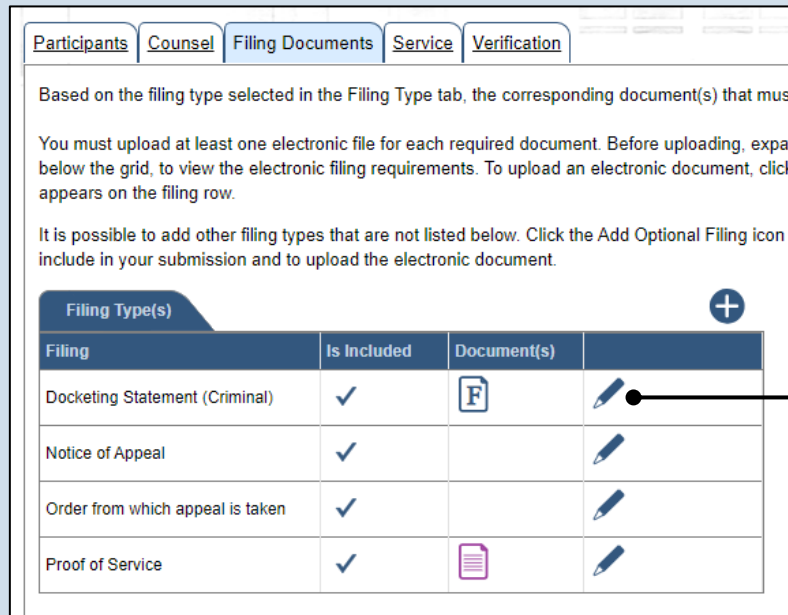 Participants Counsel Filing Documents Service Verification
Based on the filing type selected in the Filing Type tab, the corresponding document(s) that mus
You must upload at least one electronic file for each required document. Before uploading, expa
below the grid, to view the electronic filing requirements. To upload an electronic document, clic
appears on the filing row.
It is possible to add other filing types that are not listed below. Click the Add Optional Filing icon
include in your submission and to upload the electronic document.
Filing Type(s)
Filing Is Included Document(s)
Docketing Statement (Criminal) F
Notice of Appeal
Order from which appeal is taken
Proof of Service